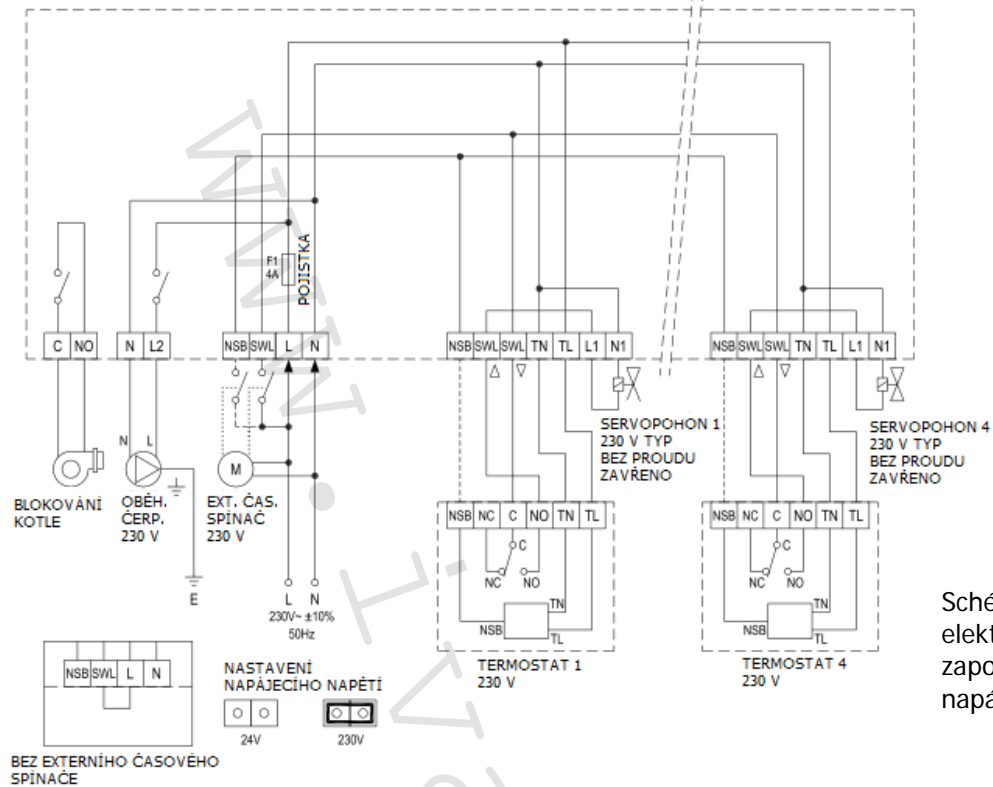 F1
4A
POJISTKA
C NO N L2 NSB SWL L N
NSB SWL SWL TN TL L1 N1
NSB SWL SWL TN TL L1 N1
SERVOPOHON 1
230 V TYP
BEZ PROUDU
ZAVŘENO
SERVOPOHON 4
230 V TYP
BEZ PROUDU
ZAVŘENO
N L
M
BLOKOVÁNÍ
KOTLE
OBĚH.
ČERP.
230 V
EXT. ČAS.
SPÍNAČ
230 V
E
L N
230V~ ±10%
50Hz
NSB NC C NO TN TL
C
NC NO
TN
NSB
TL
TERMOSTAT 1
230 V
NSB NC C NO TN TL
C
NC NO
TN
NSB
TL
TERMOSTAT 4
230 V
Sché
elekt
zapo
napá
NSB SWL L N
BEZ EXTERNÍHO ČASOVÉHO
SPÍNAČE
NASTAVENÍ
NAPÁJECÍHO NAPĚTÍ
24V 230V